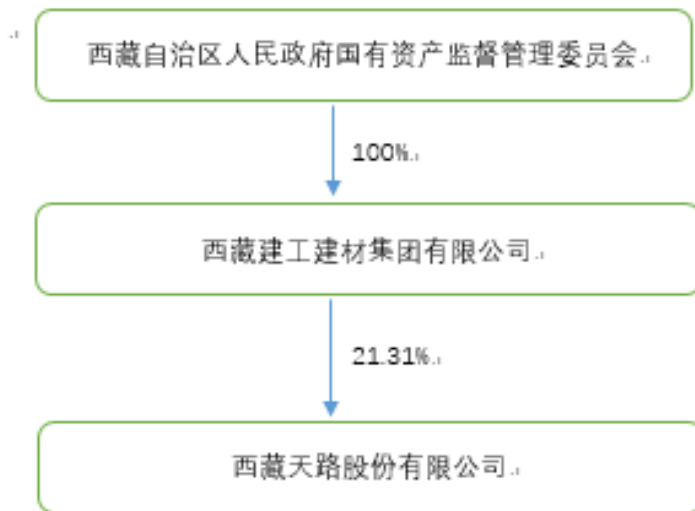 西藏自治区人民政府国有资产监督管理委员会
100%
西藏建工建材集团有限公司
21.31%
西藏天路股份有限公司